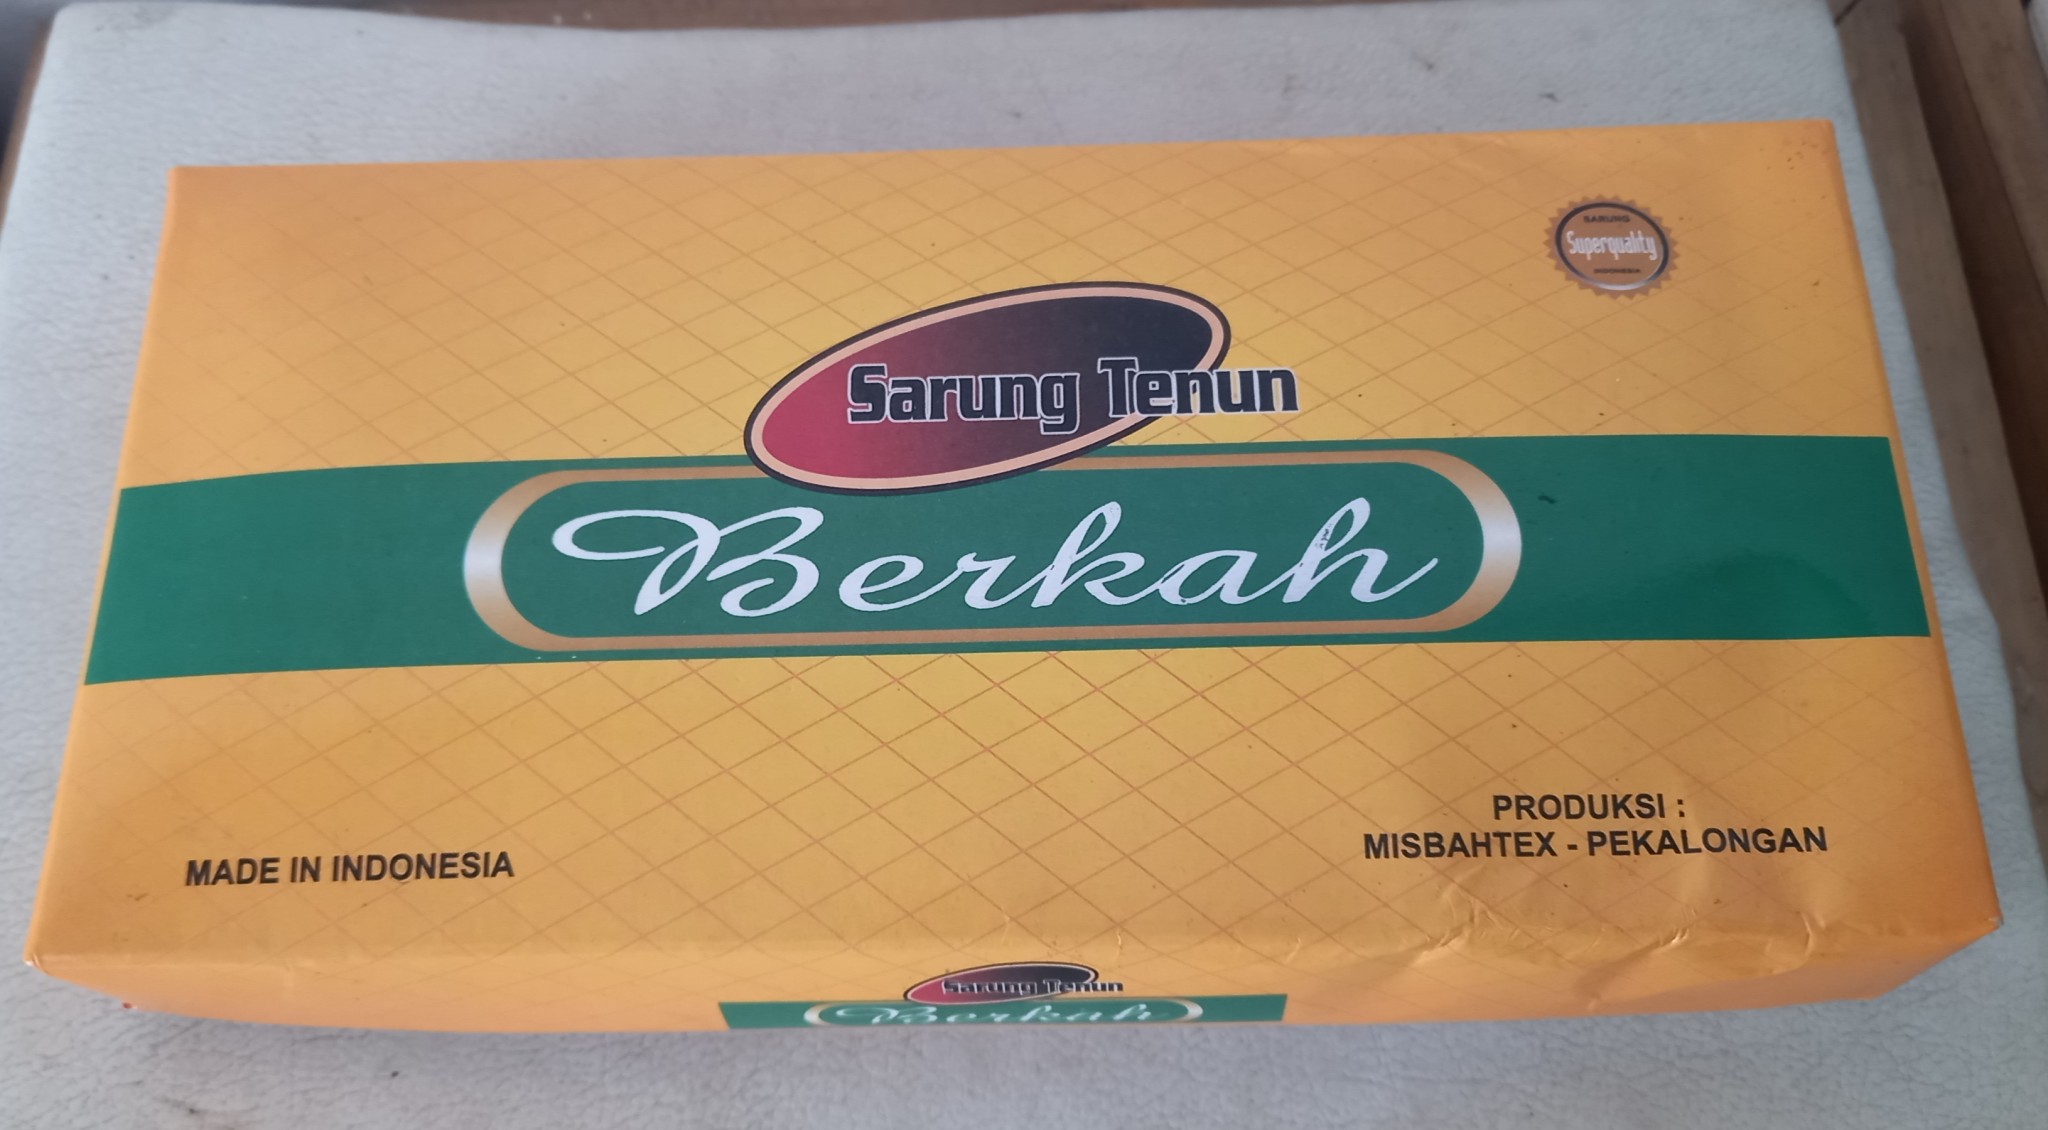 SARUNG
Superquality
INDONESIA
Sarung Tenun
Berkah
MADE IN INDONESIA
PRODUKSI :
MISBAHTEX - PEKALONGAN
Sarung Tenun
Berkah